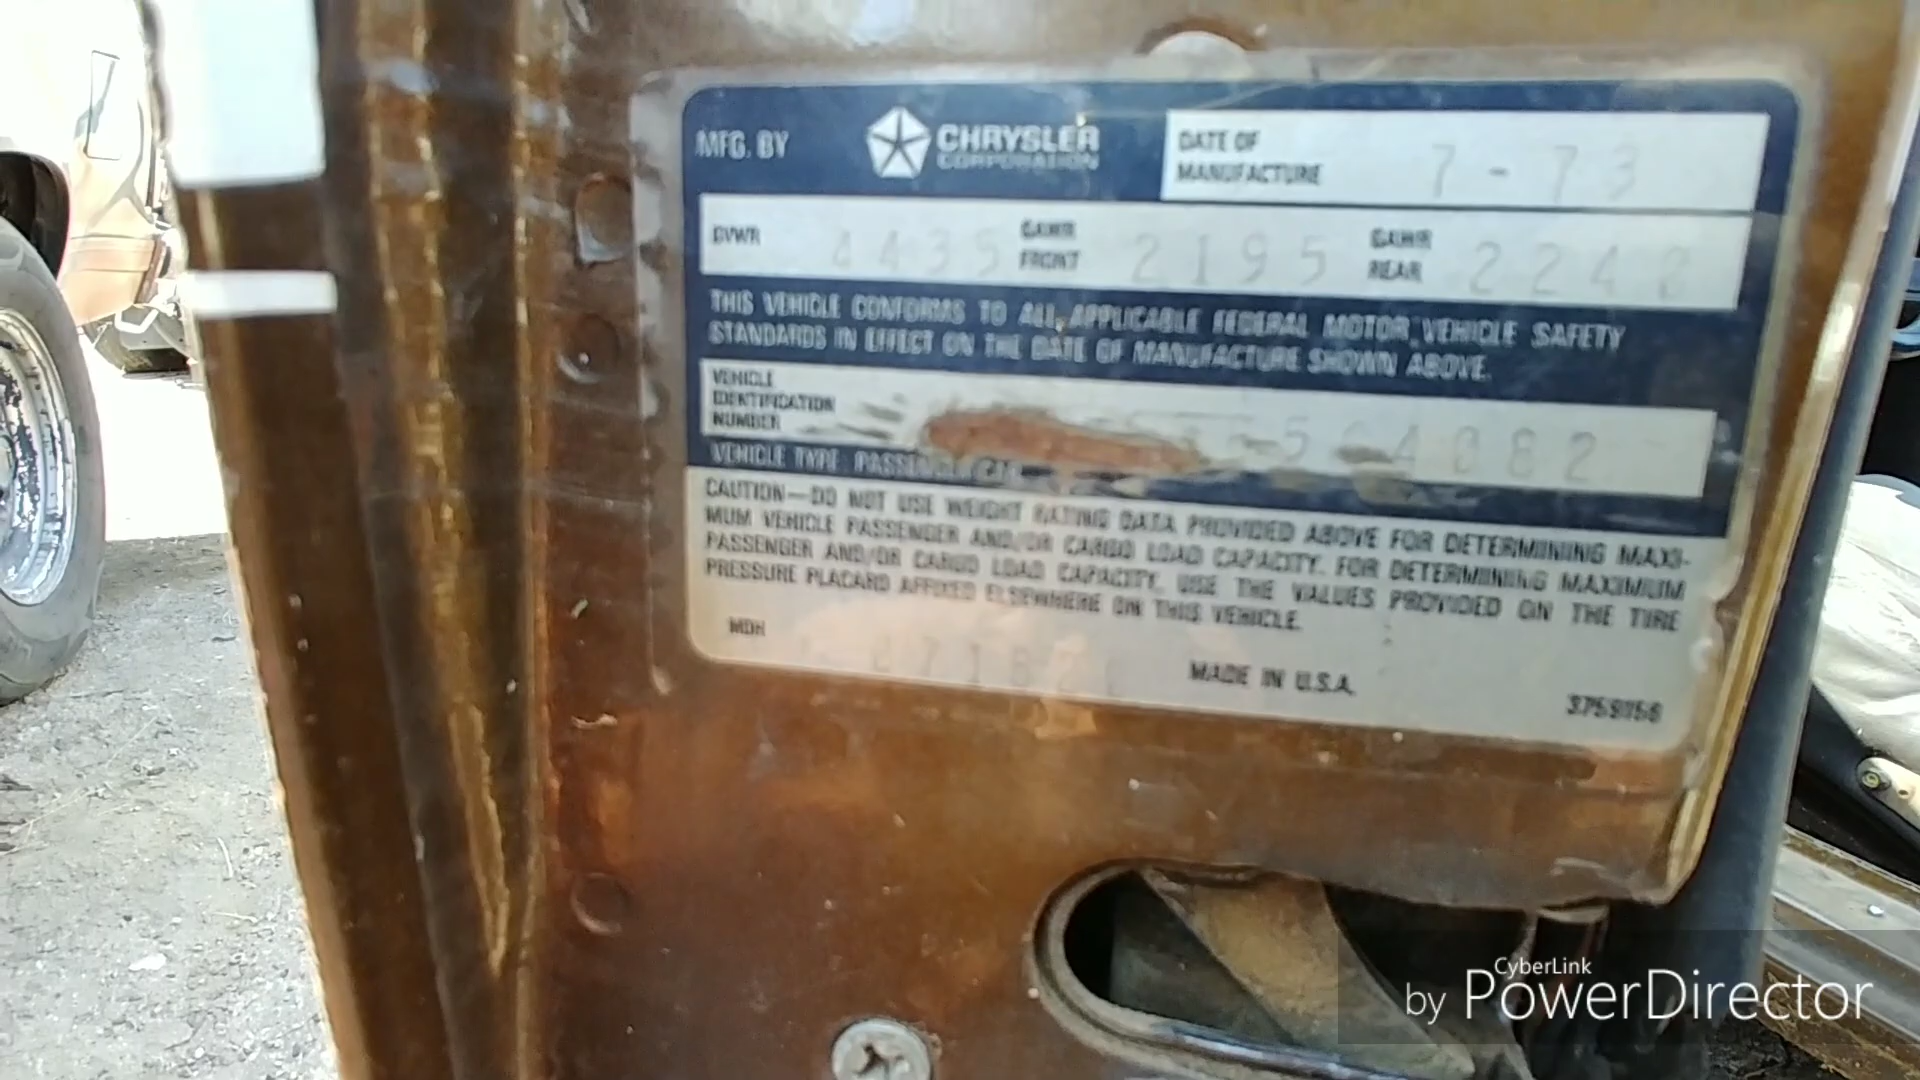 MFG. BY CHRYSLER CORPORATION
DATE OF MANUFACTURE 7-73
GVWR 4435 GAWR FRONT 2195 GAWR REAR
THIS VEHICLE CONFORMS TO ALL APPLICABLE FEDERAL MOTOR VEHICLE SAFETY
STANDARDS IN EFFECT ON THE DATE OF MANUFACTURE SHOWN ABOVE.
VEHICLE
IDENTIFICATION
NUMBER
VEHICLE TYPE: PASSENGER CAR
CAUTION—DO NOT USE WEIGHT RATING DATA PROVIDED ABOVE FOR DETERMINING MAXI-
MUM VEHICLE PASSENGER AND/OR CARGO LOAD CAPACITY. FOR DETERMINING MAXIMUM
PASSENGER AND/OR CARGO LOAD CAPACITY, USE THE VALUES PROVIDED ON THE TIRE
PRESSURE PLACARD AFFIXED ELSEWHERE ON THIS VEHICLE.
MDH
MADE IN U.S.A.
3759156
CyberLink
by PowerDirector